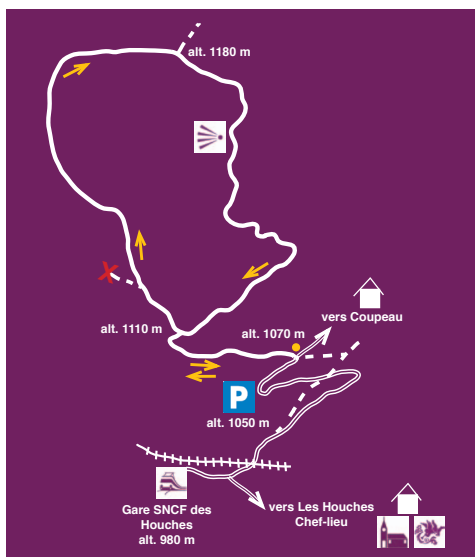 alt. 1180 m
vers Coupeau
alt. 1110 m
alt. 1070 m
P
alt. 1050 m
Gare SNCF des
Houches
alt. 980 m
vers Les Houches
Chef-lieu